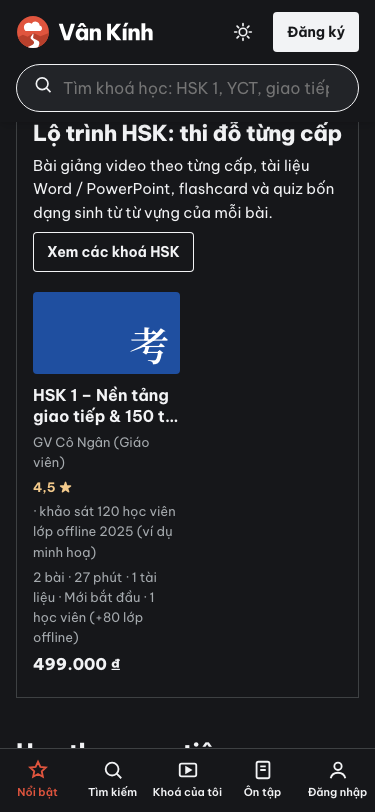 Vân Kính
Đăng ký
Tìm khoá học: HSK 1, YCT, giao tiếp
Lộ trình HSK: thi đỗ từng cấp
Bài giảng video theo từng cấp, tài liệu
Word / PowerPoint, flashcard và quiz bốn
dạng sinh từ từ vựng của mỗi bài.
Xem các khoá HSK
考
HSK 1 – Nền tảng
giao tiếp & 150 t...
GV Cô Ngân (Giáo
viên)
4,5 ★
· khảo sát 120 học viên
lớp offline 2025 (ví dụ
minh hoạ)
2 bài · 27 phút · 1 tài
liệu · Mới bắt đầu · 1
học viên (+80 lớp
offline)
499.000 ₫
Nổi bật
Tìm kiếm
Khoá của tôi
Ôn tập
Đăng nhập